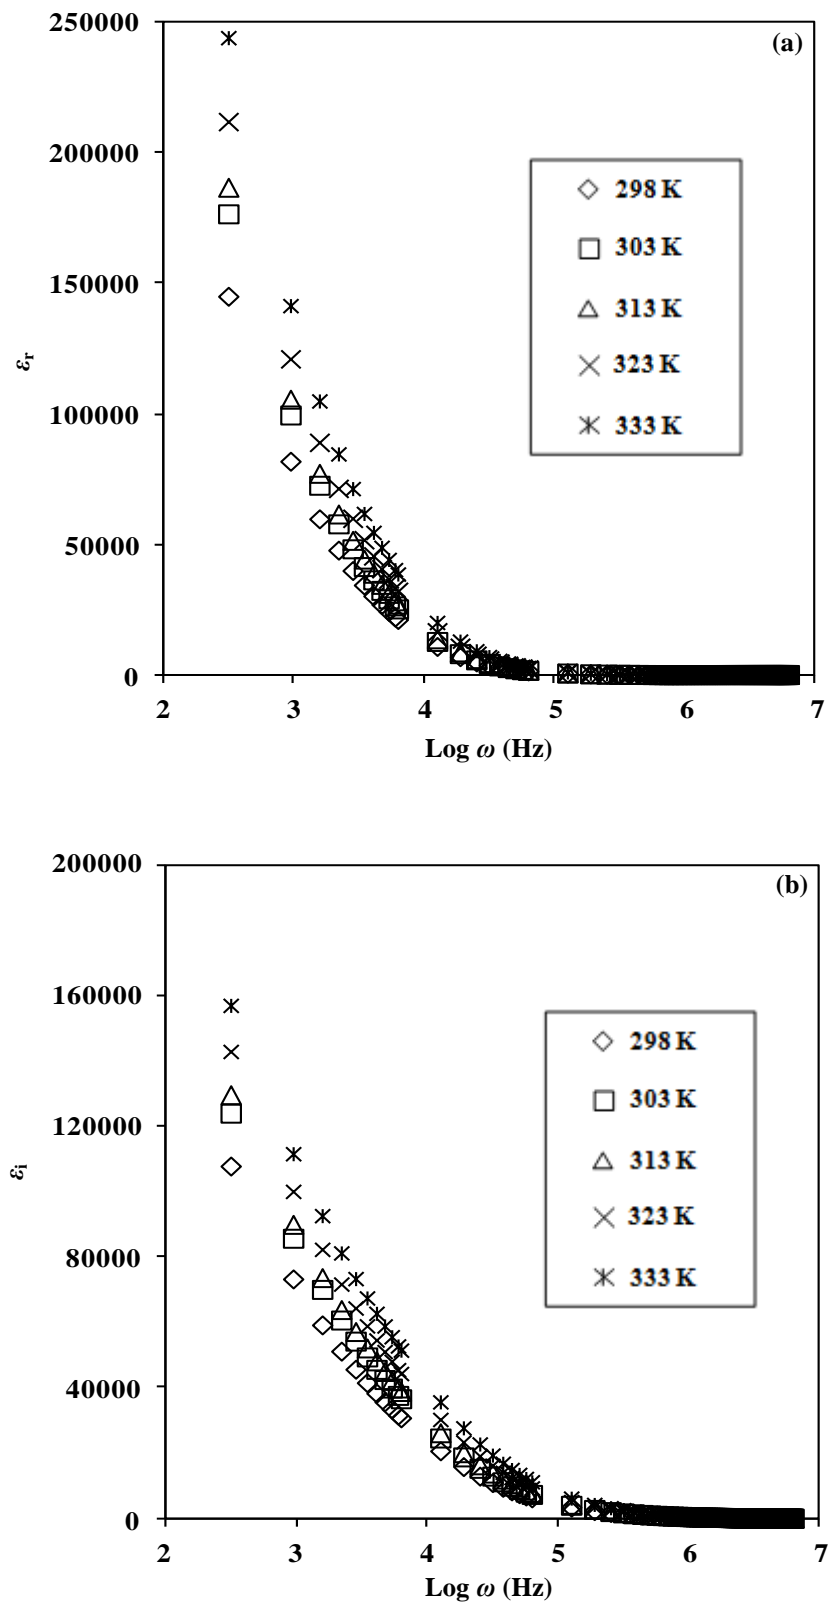 250000
(a)
200000
150000
100000
50000
0
εr
298 K
303 K
313 K
323 K
333 K
2 3 4 5 6 7
Log ω (Hz)
200000
(b)
160000
120000
80000
40000
0
εi
298 K
303 K
313 K
323 K
333 K
2 3 4 5 6 7
Log ω (Hz)